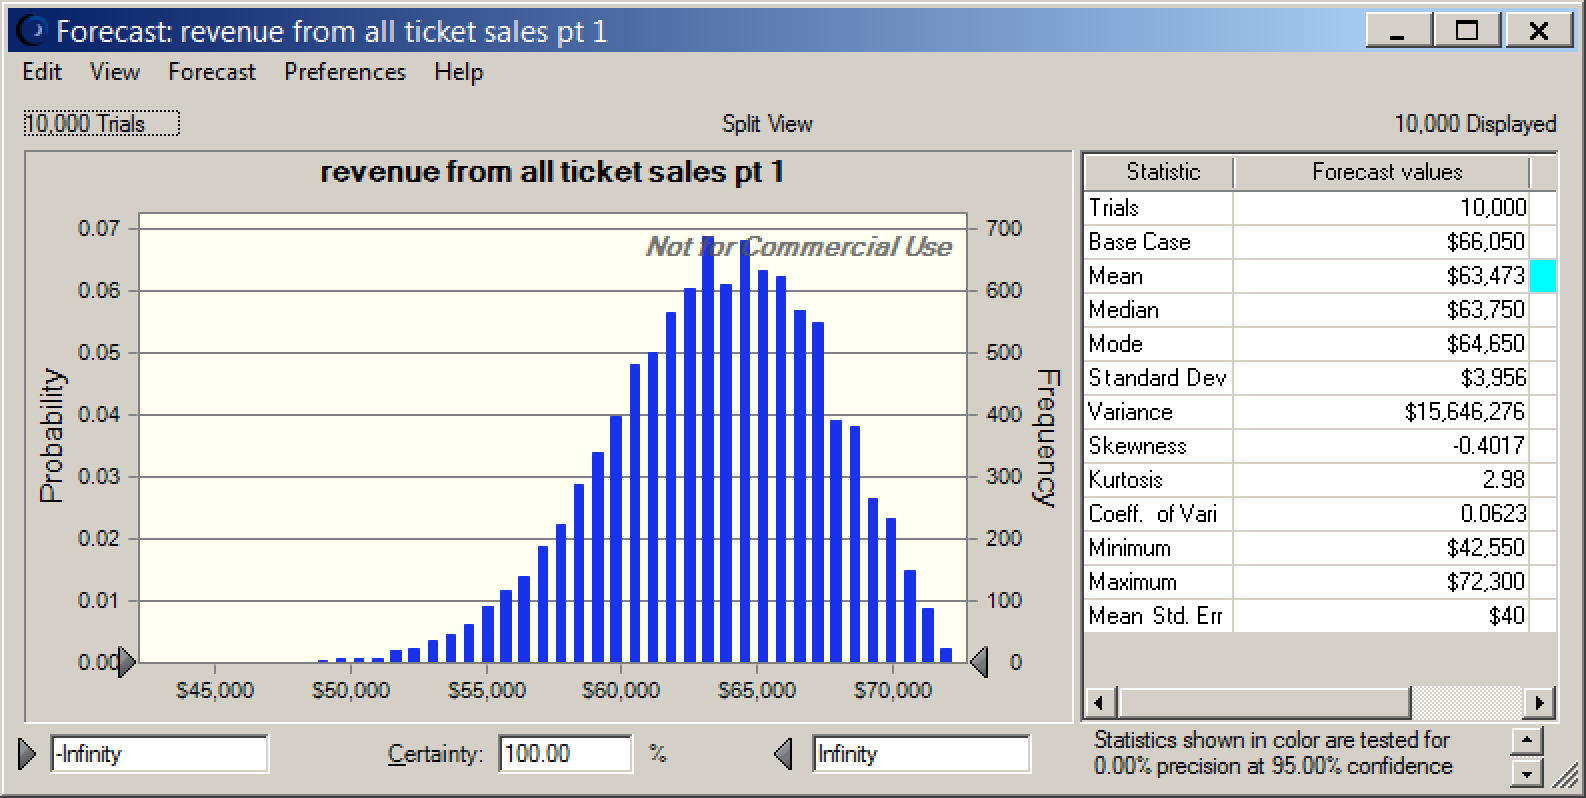 Forecast: revenue from all ticket sales pt 1
Edit View Forecast Preferences Help
10,000 Trials Split View 10,000 Displayed
revenue from all ticket sales pt 1
Not for Commercial Use
Probability
0.07
0.06
0.05
0.04
0.03
0.02
0.01
0.00
700
600
500
400
300
200
100
0
Frequency
$45,000 $50,000 $55,000 $60,000 $65,000 $70,000
Statistic Forecast values
Trials 10,000
Base Case $66,050
Mean $63,473
Median $63,750
Mode $64,650
Standard Dev $3,956
Variance $15,646,276
Skewness -0.4017
Kurtosis 2.98
Coeff. of Vari 0.0623
Minimum $42,550
Maximum $72,300
Mean Std. Err $40
-Infinity Certainty: 100.00 % Infinity
Statistics shown in color are tested for
0.00% precision at 95.00% confidence